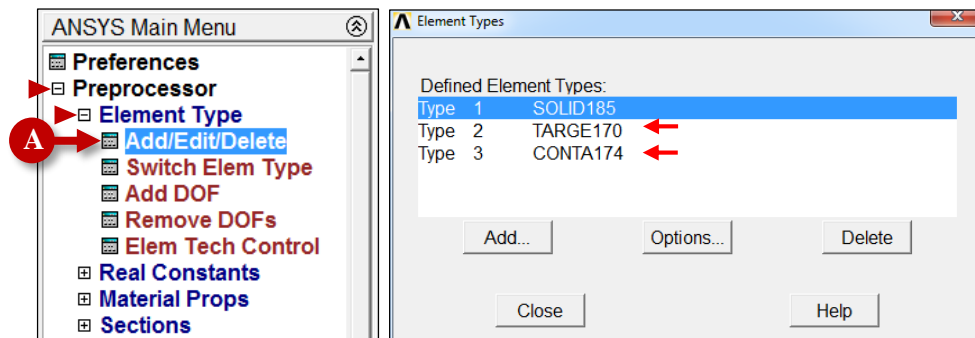 ANSYS Main Menu
Preferences
Preprocessor
Element Type
A
Add/Edit/Delete
Switch Elem Type
Add DOF
Remove DOFs
Elem Tech Control
Real Constants
Material Props
Sections
Element Types
Defined Element Types:
Type 1 SOLID185
Type 2 TARGE170
Type 3 CONTA174
Add... Options... Delete
Close Help